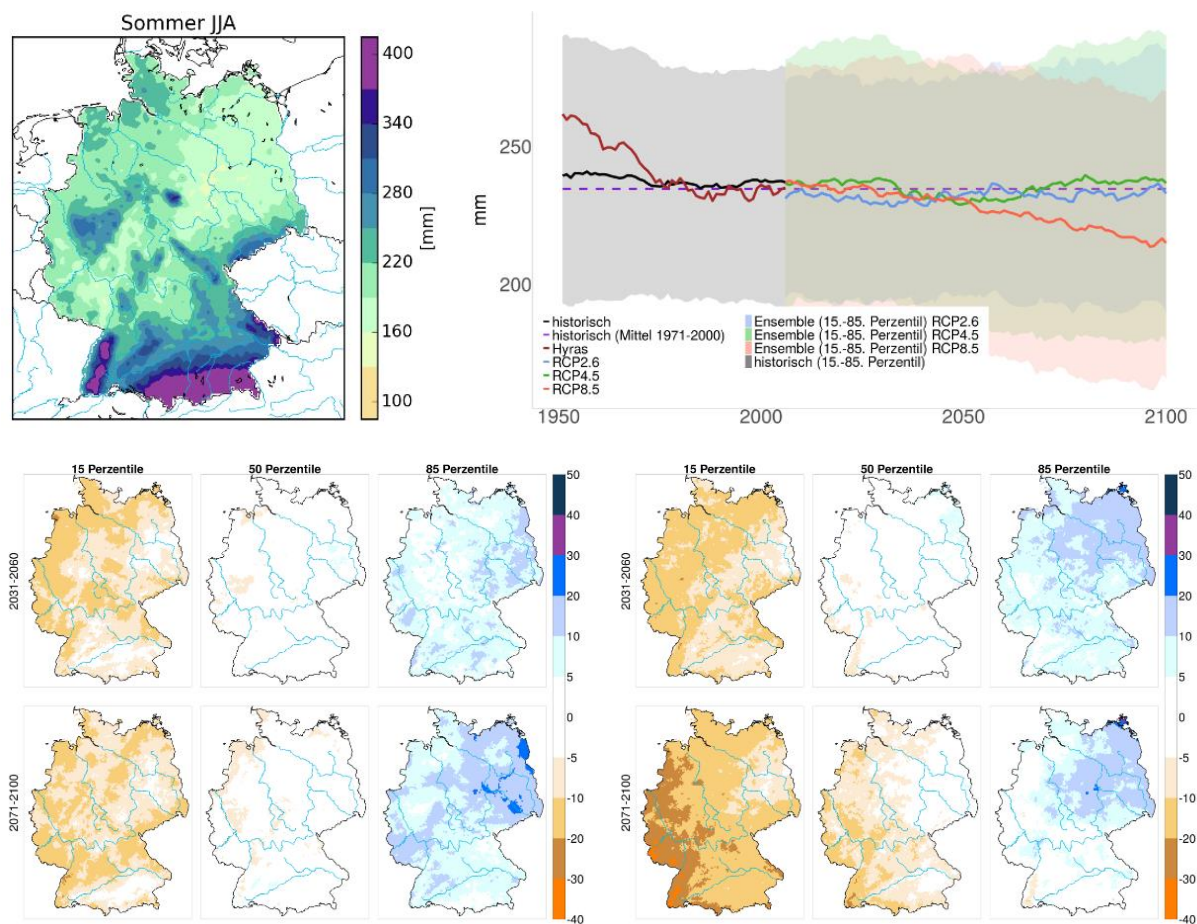 Sommer JJA
400
340
280
220
160
100
[mm]
250
200
mm
historisch
historisch (Mittel 1971-2000)
Hyras
RCP2.6
RCP4.5
RCP8.5
Ensemble (15.-85. Perzentil) RCP2.6
Ensemble (15.-85. Perzentil) RCP4.5
Ensemble (15.-85. Perzentil) RCP8.5
historisch (15.-85. Perzentil)
1950
2000
2050
2100
15 Perzentile
50 Perzentile
85 Perzentile
2031-2060
2071-2100
50
40
30
20
10
5
0
-5
-10
-20
-30
-40
15 Perzentile
50 Perzentile
85 Perzentile
2031-2060
2071-2100
50
40
30
20
10
5
0
-5
-10
-20
-30
-40